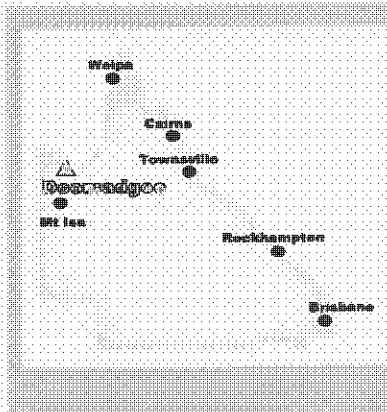 Weipa
Cairns
Townsville
Doomadgee
Mt Isa
Rockhampton
Brisbane